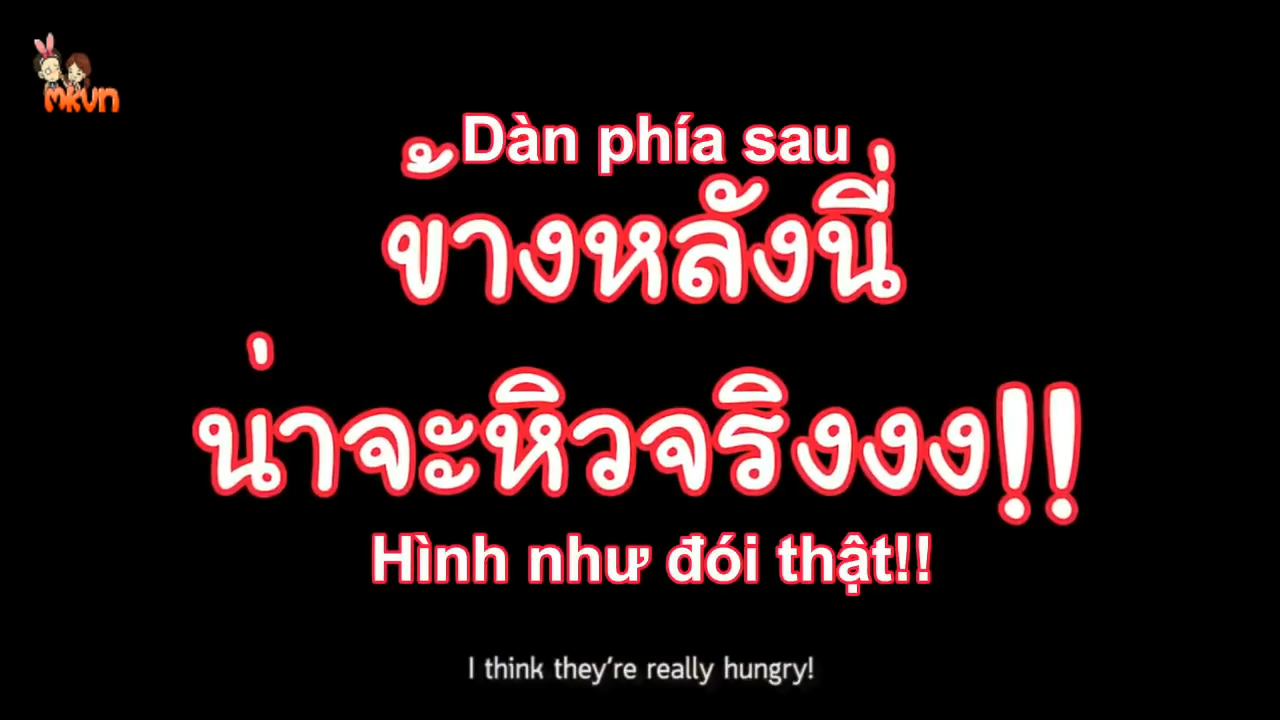 mkvn
Dàn phía sau
ข้างหลังนี่
น่าจะหิวจริงงง!!
Hình như đói thật!!
I think they're really hungry!